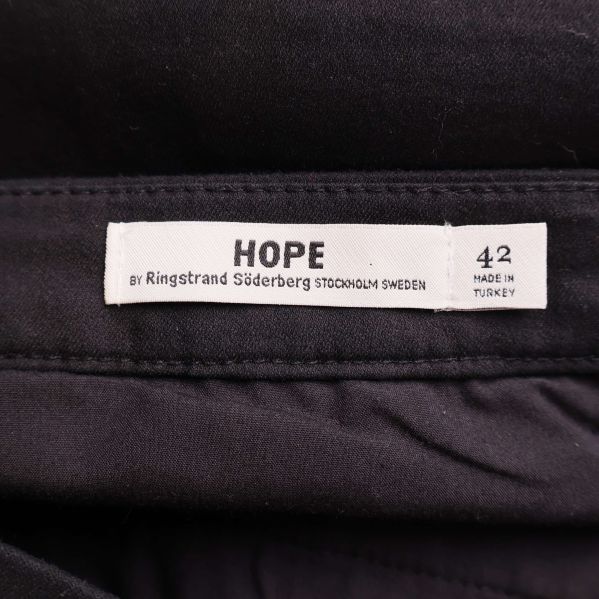 HOPE
BY Ringstrand Söderberg STOCKHOLM SWEDEN
42
MADE IN
TURKEY